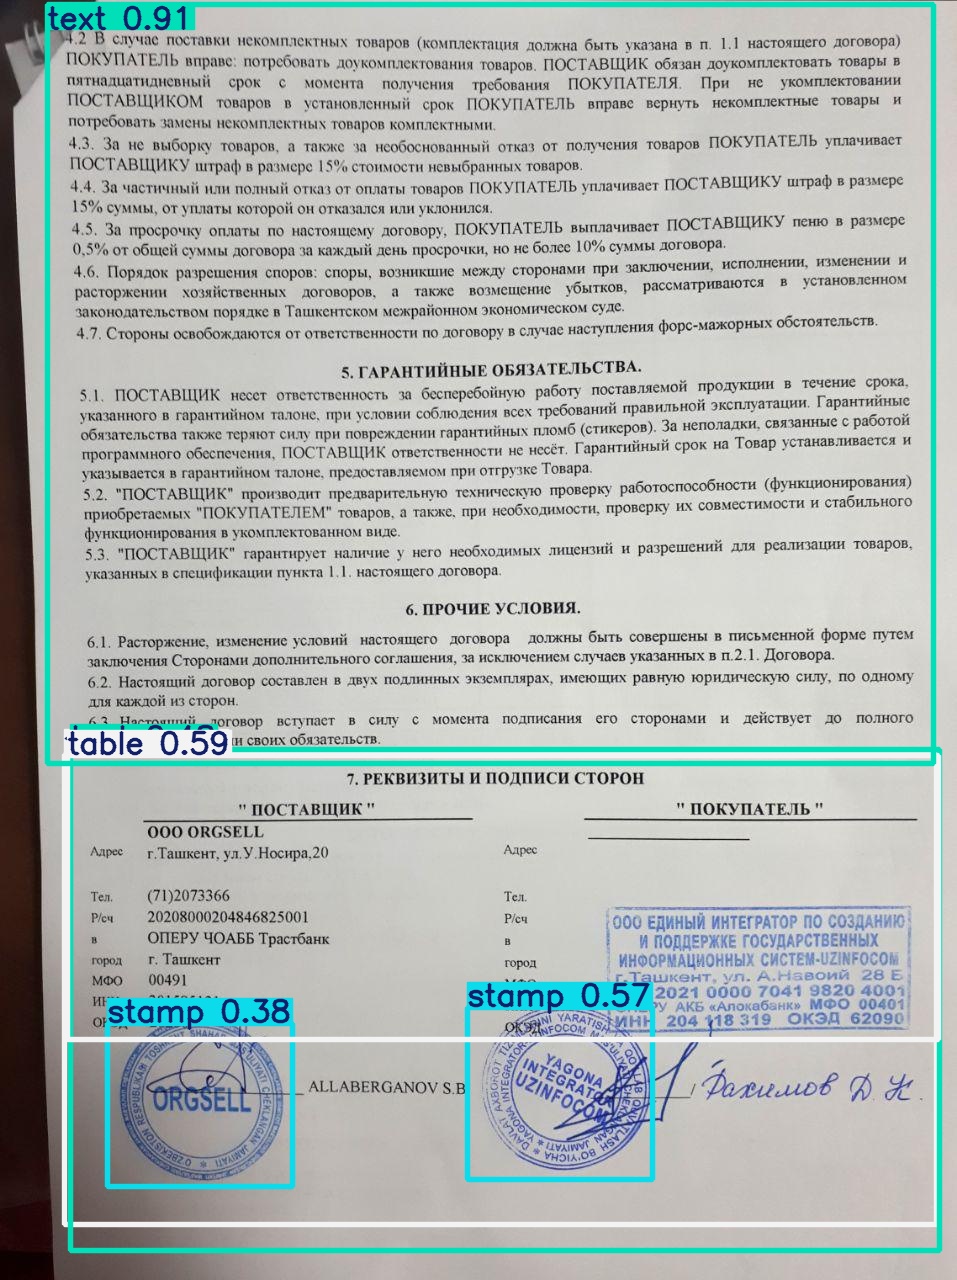 text 0.91
4.2 В случае поставки некомплектных товаров (комплектация должна быть указана в п. 1.1 настоящего договора)
ПОКУПАТЕЛЬ вправе: потребовать доукомплектования товаров. ПОСТАВЩИК обязан доукомплектовать товары в
пятнадцатидневный срок с момента получения требования ПОКУПАТЕЛЯ. При не укомплектовании
ПОСТАВЩИКОМ товаров в установленный срок ПОКУПАТЕЛЬ вправе вернуть некомплектные товары и
потребовать замены некомплектных товаров комплектными.
4.3. За не выборку товаров, а также за необоснованный отказ от получения товаров ПОКУПАТЕЛЬ уплачивает
ПОСТАВЩИКУ штраф в размере 15% стоимости невыбранных товаров.
4.4. За частичный или полный отказ от оплаты товаров ПОКУПАТЕЛЬ уплачивает ПОСТАВЩИКУ штраф в размере
15% суммы, от уплаты которой он отказался или уклонился.
4.5. За просрочку оплаты по настоящему договору, ПОКУПАТЕЛЬ выплачивает ПОСТАВЩИКУ пеню в размере
0,5% от общей суммы договора за каждый день просрочки, но не более 10% суммы договора.
4.6. Порядок разрешения споров: споры, возникшие между сторонами при заключении, исполнении, изменении и
расторжении хозяйственных договоров, а также возмещение убытков, рассматриваются в установленном
законодательством порядке в Ташкентском межрайонном экономическом суде.
4.7. Стороны освобождаются от ответственности по договору в случае наступления форс-мажорных обстоятельств.
5. ГАРАНТИЙНЫЕ ОБЯЗАТЕЛЬСТВА.
5.1. ПОСТАВЩИК несет ответственность за бесперебойную работу поставляемой продукции в течение срока,
указанного в гарантийном талоне, при условии соблюдения всех требований правильной эксплуатации. Гарантийные
обязательства также теряют силу при повреждении гарантийных пломб (стикеров). За неполадки, связанные с работой
программного обеспечения, ПОСТАВЩИК ответственности не несёт. Гарантийный срок на Товар устанавливается и
указывается в гарантийном талоне, предоставляемом при отгрузке Товара.
5.2. "ПОСТАВЩИК" производит предварительную техническую проверку работоспособности (функционирования)
приобретаемых "ПОКУПАТЕЛЕМ" товаров, а также, при необходимости, проверку их совместимости и стабильного
функционирования в укомплектованном виде.
5.3. "ПОСТАВЩИК" гарантирует наличие у него необходимых лицензий и разрешений для реализации товаров,
указанных в спецификации пункта 1.1. настоящего договора.
6. ПРОЧИЕ УСЛОВИЯ.
6.1. Расторжение, изменение условий настоящего договора должны быть совершены в письменной форме путем
заключения Сторонами дополнительного соглашения, за исключением случаев указанных в п.2.1. Договора.
6.2. Настоящий договор составлен в двух подлинных экземплярах, имеющих равную юридическую силу, по одному
для каждой из сторон.
6.3. Настоящий договор вступает в силу с момента подписания его сторонами и действует до полного
своих обязательств.
table 0.59
7. РЕКВИЗИТЫ И ПОДПИСИ СТОРОН
" ПОСТАВЩИК " " ПОКУПАТЕЛЬ "
ООО ORGSELL
Адрес г.Ташкент, ул.У.Носира,20 Адрес
Тел. (71)2073366 Тел.
Р/сч 20208000204846825001 Р/сч
в ОПЕРУ ЧОАББ Трастбанк в
город г. Ташкент город
МФО 00491
ООО ЕДИНЫЙ ИНТЕГРАТОР ПО СОЗДАНИЮ
И ПОДДЕРЖКЕ ГОСУДАРСТВЕННЫХ
ИНФОРМАЦИОННЫХ СИСТЕМ-UZINFOCOM
г.Ташкент, ул. А.Навоий 28 Б
2021 0000 7041 9820 4001
АКБ «Алокабанк» МФО 00401
ИНН 204 118 319 ОКЭД 62090
stamp 0.38
stamp 0.57
ОКЭД
ORGSELL
ALLABERGANOV S.B
YAGONA
INTEGRATOR
UZINFOCOM
/ Рахимов Д. К.